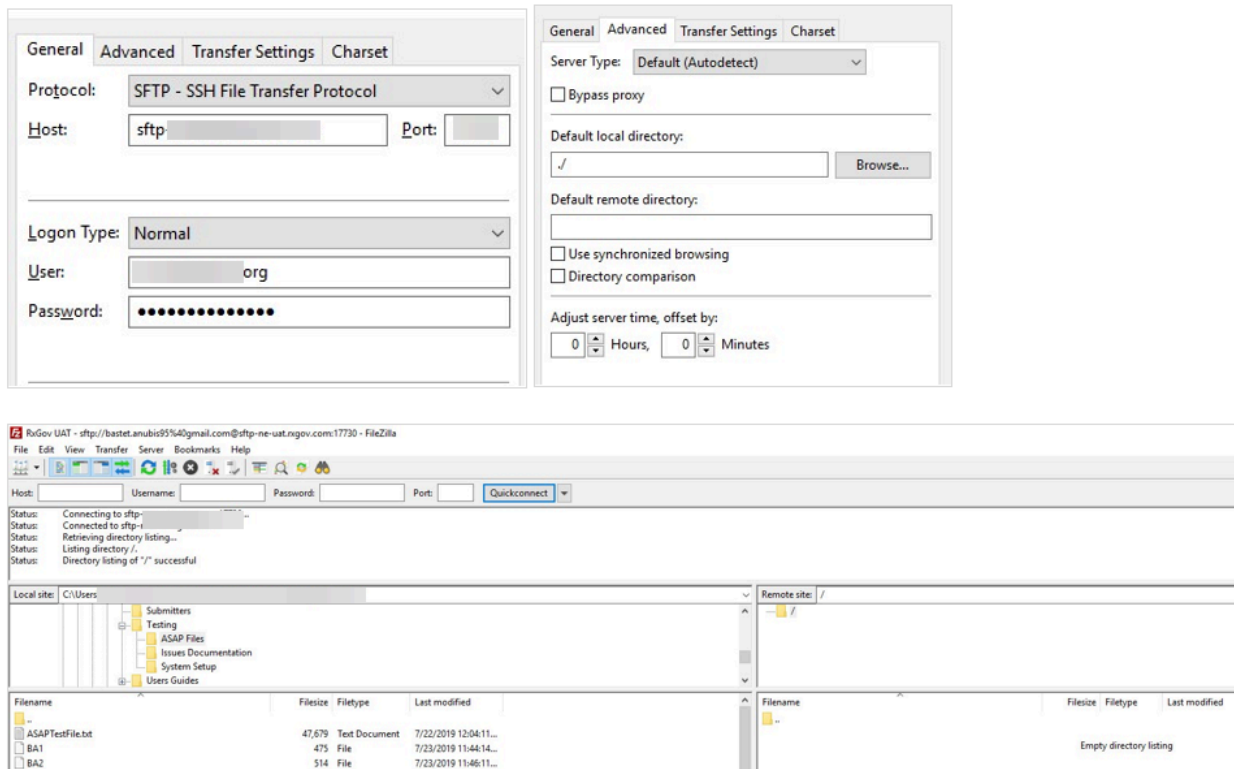 General Advanced Transfer Settings Charset
Protocol: SFTP - SSH File Transfer Protocol
Host: sftp- Port:
Logon Type: Normal
User: org
Password: ••••••••••••••
General Advanced Transfer Settings Charset
Server Type: Default (Autodetect)
Bypass proxy
Default local directory:
./ Browse...
Default remote directory:
Use synchronized browsing
Directory comparison
Adjust server time, offset by:
0 Hours, 0 Minutes
RxGov UAT - sftp://bastet.anubis95%40gmail.com@sftp-ne-uat.rxgov.com:17730 - FileZilla
File Edit View Transfer Server Bookmarks Help
Host: Username: Password: Port: Quickconnect
Status: Connecting to sftp-
Status: Connected to sftp-
Status: Retrieving directory listing...
Status: Listing directory /.
Status: Directory listing of "/" successful
Local site: C:\Users Remote site: /
Submitters /
Testing
ASAP Files
Issues Documentation
System Setup
Users Guides
Filename Filesize Filetype Last modified Filename Filesize Filetype Last modified
.. ..
ASAPTestFile.txt 47,679 Text Document 7/22/2019 12:04:11...
BA1 475 File 7/23/2019 11:44:14... Empty directory listing
BA2 514 File 7/23/2019 11:46:11...